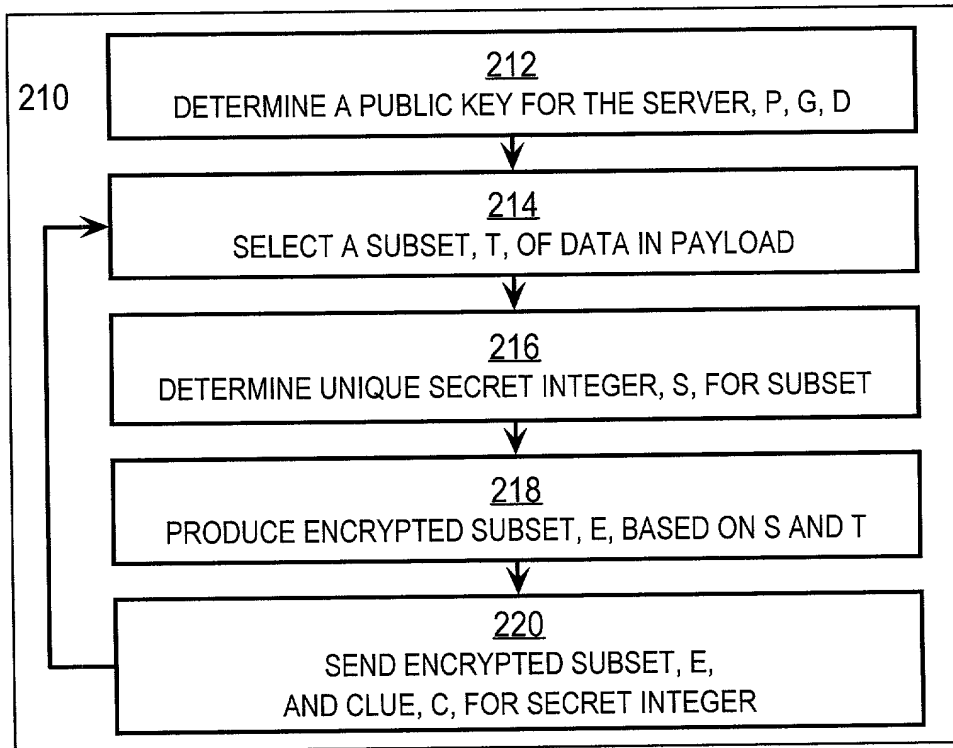 210
212
DETERMINE A PUBLIC KEY FOR THE SERVER, P, G, D
214
SELECT A SUBSET, T, OF DATA IN PAYLOAD
216
DETERMINE UNIQUE SECRET INTEGER, S, FOR SUBSET
218
PRODUCE ENCRYPTED SUBSET, E, BASED ON S AND T
220
SEND ENCRYPTED SUBSET, E,
AND CLUE, C, FOR SECRET INTEGER